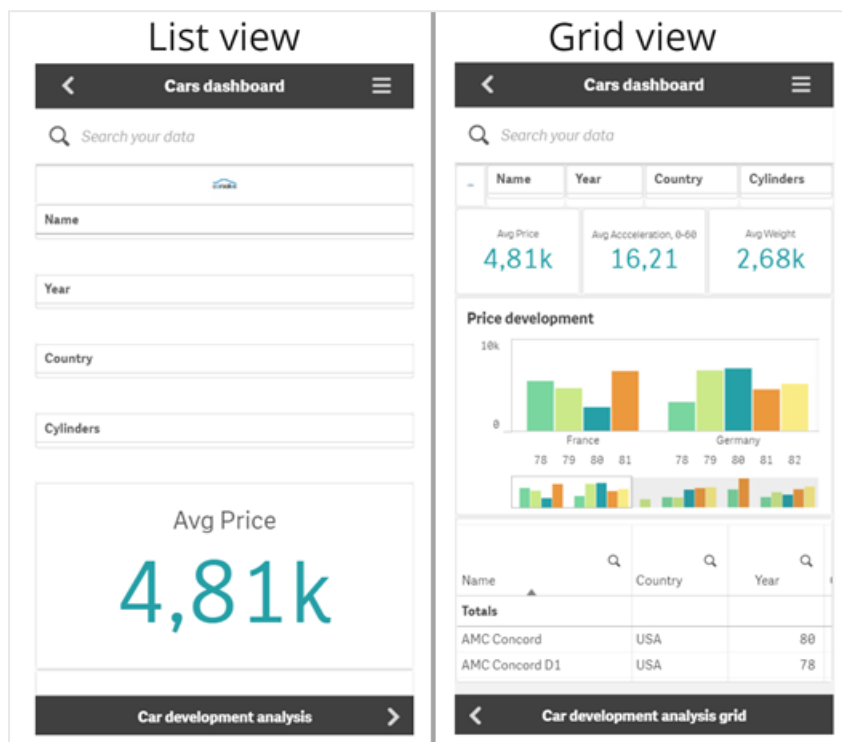 List view
Cars dashboard
Search your data
Name
Year
Country
Cylinders
Avg Price
4,81k
Car development analysis
Grid view
Cars dashboard
Search your data
Name Year Country Cylinders
Avg Price Avg Accceleration, 0-60 Avg Weight
4,81k 16,21 2,68k
Price development
10k
0
France Germany
78 79 80 81 78 79 80 81 82
Name Country Year
Totals
AMC Concord USA 80
AMC Concord D1 USA 78
Car development analysis grid